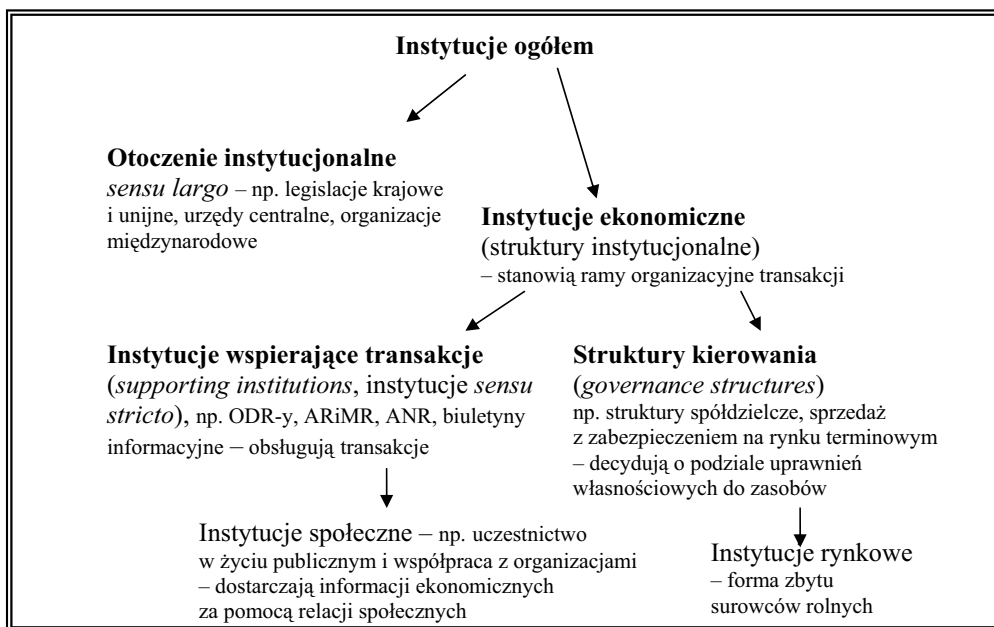 Instytucje ogółem
Otoczenie instytucjonalne
sensu largo – np. legislacje krajowe
i unijne, urzędy centralne, organizacje
międzynarodowe
Instytucje ekonomiczne
(struktury instytucjonalne)
– stanowią ramy organizacyjne transakcji
Instytucje wspierające transakcje
(supporting institutions, instytucje sensu
stricto), np. ODR-y, ARiMR, ANR, biuletyny
informacyjne – obsługują transakcje
Struktury kierowania
(governance structures)
np. struktury spółdzielcze, sprzedaż
z zabezpieczeniem na rynku terminowym
– decydują o podziale uprawnień
własnościowych do zasobów
Instytucje społeczne – np. uczestnictwo
w życiu publicznym i współpraca z organizacjami
– dostarczają informacji ekonomicznych
za pomocą relacji społecznych
Instytucje rynkowe
– forma zbytu
surowców rolnych